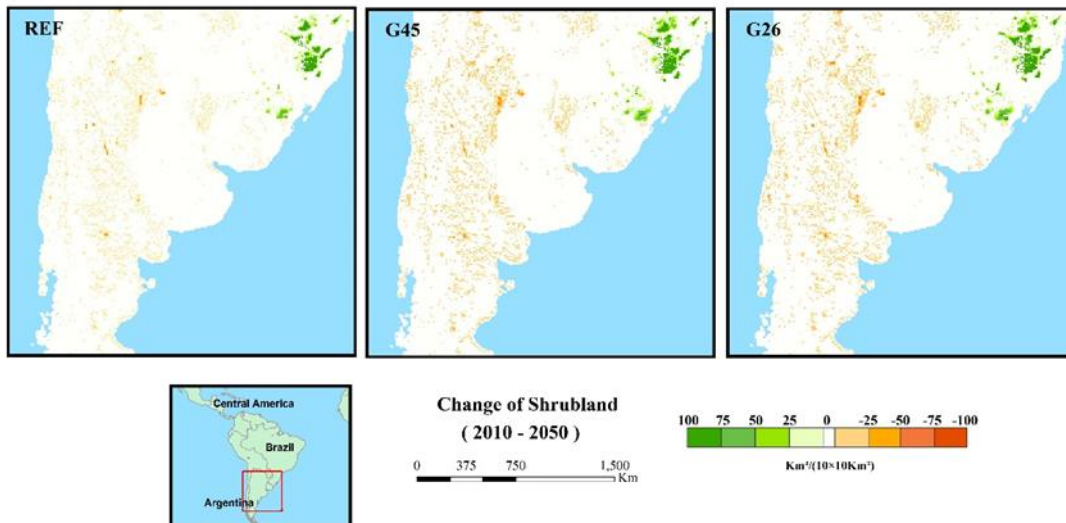 REF
G45
G26
Central America
Brazil
Argentina
Change of Shrubland
( 2010 - 2050 )
0 375 750 1,500
Km
100 75 50 25 0 -25 -50 -75 -100
Km²/(10×10Km²)